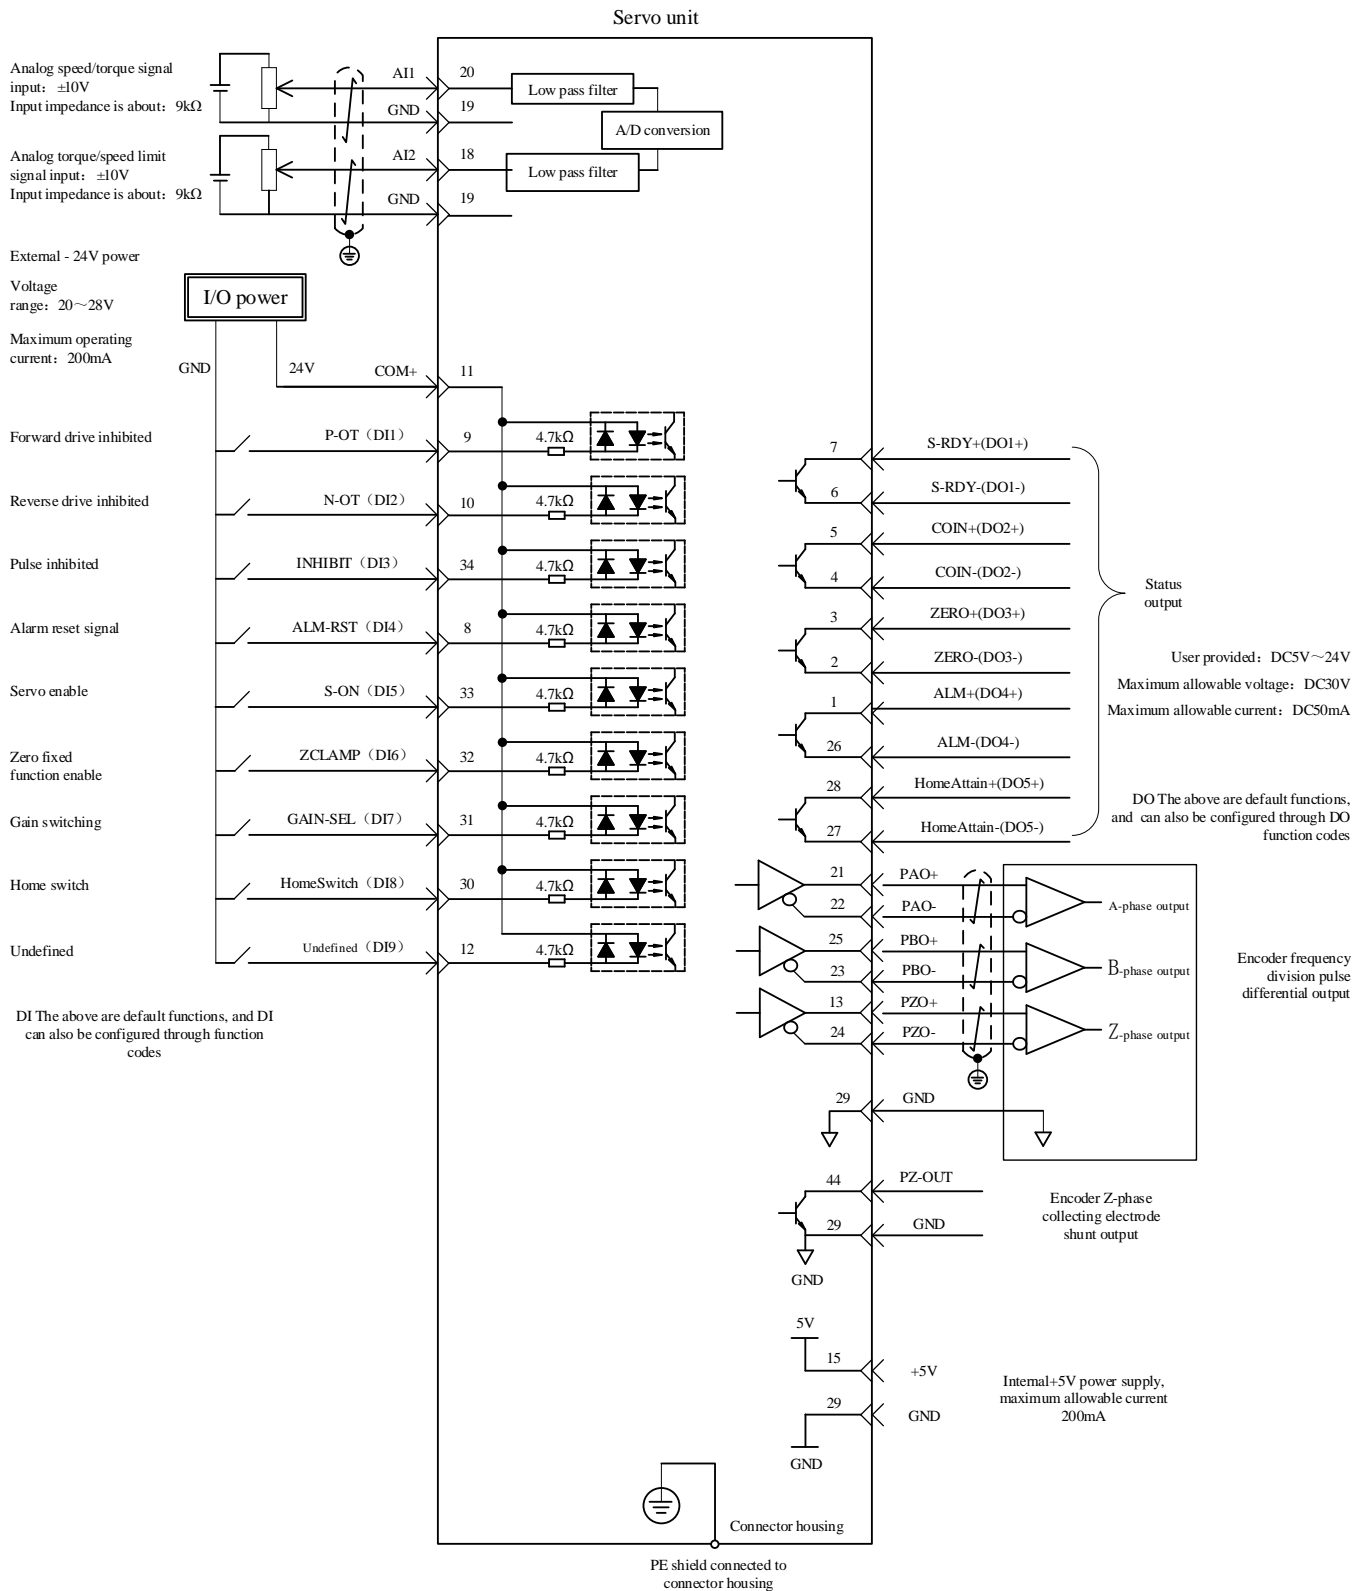 Servo unit
Analog speed/torque signal
input：±10V
Input impedance is about：9kΩ
AI1
20
Low pass filter
GND
19
A/D conversion
Analog torque/speed limit
signal input：±10V
Input impedance is about：9kΩ
AI2
18
Low pass filter
GND
19
External - 24V power
Voltage
range：20～28V
Maximum operating
current：200mA
I/O power
GND
24V
COM+
11
Forward drive inhibited
P-OT（DI1）
9
4.7kΩ
Reverse drive inhibited
N-OT（DI2）
10
4.7kΩ
Pulse inhibited
INHIBIT（DI3）
34
4.7kΩ
Alarm reset signal
ALM-RST（DI4）
8
4.7kΩ
Servo enable
S-ON（DI5）
33
4.7kΩ
Zero fixed
function enable
ZCLAMP（DI6）
32
4.7kΩ
Gain switching
GAIN-SEL（DI7）
31
4.7kΩ
Home switch
HomeSwitch（DI8）
30
4.7kΩ
Undefined
Undefined（DI9）
12
4.7kΩ
DI The above are default functions, and DI
can also be configured through function
codes
7
S-RDY+(DO1+)
6
S-RDY-(DO1-)
5
COIN+(DO2+)
4
COIN-(DO2-)
3
ZERO+(DO3+)
2
ZERO-(DO3-)
1
ALM+(DO4+)
26
ALM-(DO4-)
28
HomeAttain+(DO5+)
27
HomeAttain-(DO5-)
Status
output
User provided：DC5V～24V
Maximum allowable voltage：DC30V
Maximum allowable current：DC50mA
DO The above are default functions,
and can also be configured through DO
function codes
21
PAO+
22
PAO-
A-phase output
25
PBO+
23
PBO-
B-phase output
13
PZO+
24
PZO-
Z-phase output
Encoder frequency
division pulse
differential output
29
GND
44
PZ-OUT
29
GND
GND
Encoder Z-phase
collecting electrode
shunt output
5V
15
+5V
29
GND
GND
Internal+5V power supply,
maximum allowable current
200mA
Connector housing
PE shield connected to
connector housing